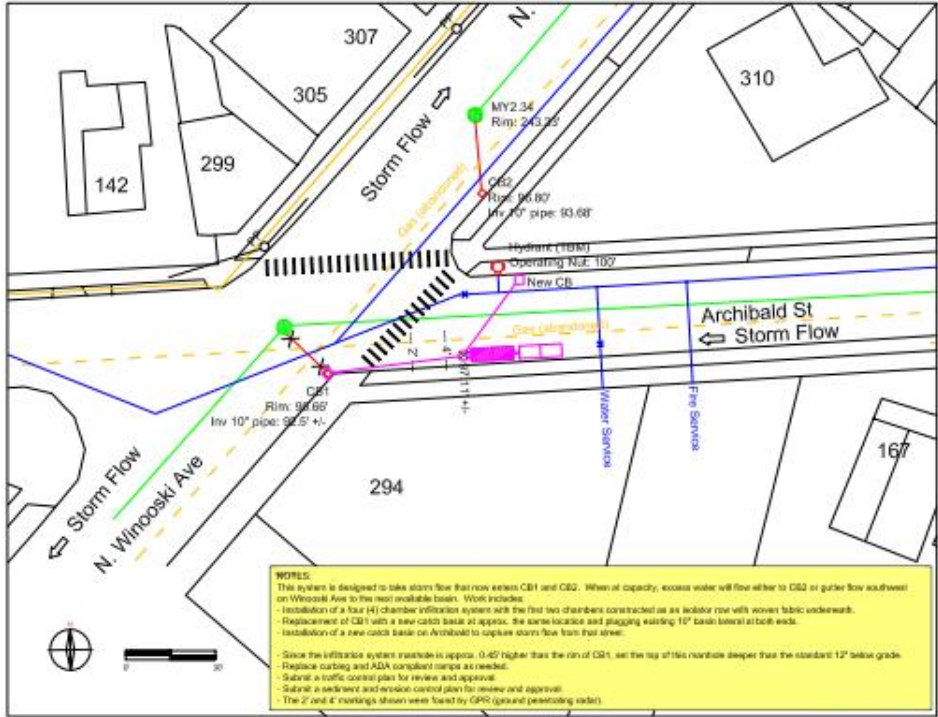 307
N.
305
310
MY2.34
Rim: 243.23'
Storm Flow
299
142
Gas (abandoned)
CB2
Rim: 96.80'
Inv 10" pipe: 93.68'
Hydrant (TBM)
Operating Nut: 100'
New CB
Archibald St
Gas (abandoned)
Storm Flow
2'
4'
97.11 +/-
CB1
Rim: 96.66'
Inv 10" pipe: 92.5' +/-
Water Service
Fire Service
167
294
Storm Flow
N. Winooski Ave
NOTES:
This system is designed to take storm flow that now enters CB1 and CB2. When at capacity, excess water will flow either to CB2 or gutter flow southwest
on Winooski Ave to the next available basin. Work includes:
- Installation of a four (4) chamber infiltration system with the first two chambers constructed as an isolator row with woven fabric underneath.
- Replacement of CB1 with a new catch basin at approx. the same location and plugging existing 10" basin lateral at both ends.
- Installation of a new catch basin on Archibald to capture storm flow from that street.
- Since the infiltration system manhole is approx. 0.45' higher than the rim of CB1, set the top of this manhole deeper than the standard 12" below grade.
- Replace curbing and ADA compliant ramps as needed.
- Submit a traffic control plan for review and approval.
- Submit a sediment and erosion control plan for review and approval.
- The 2' and 4' markings shown were found by GPR (ground penetrating radar).